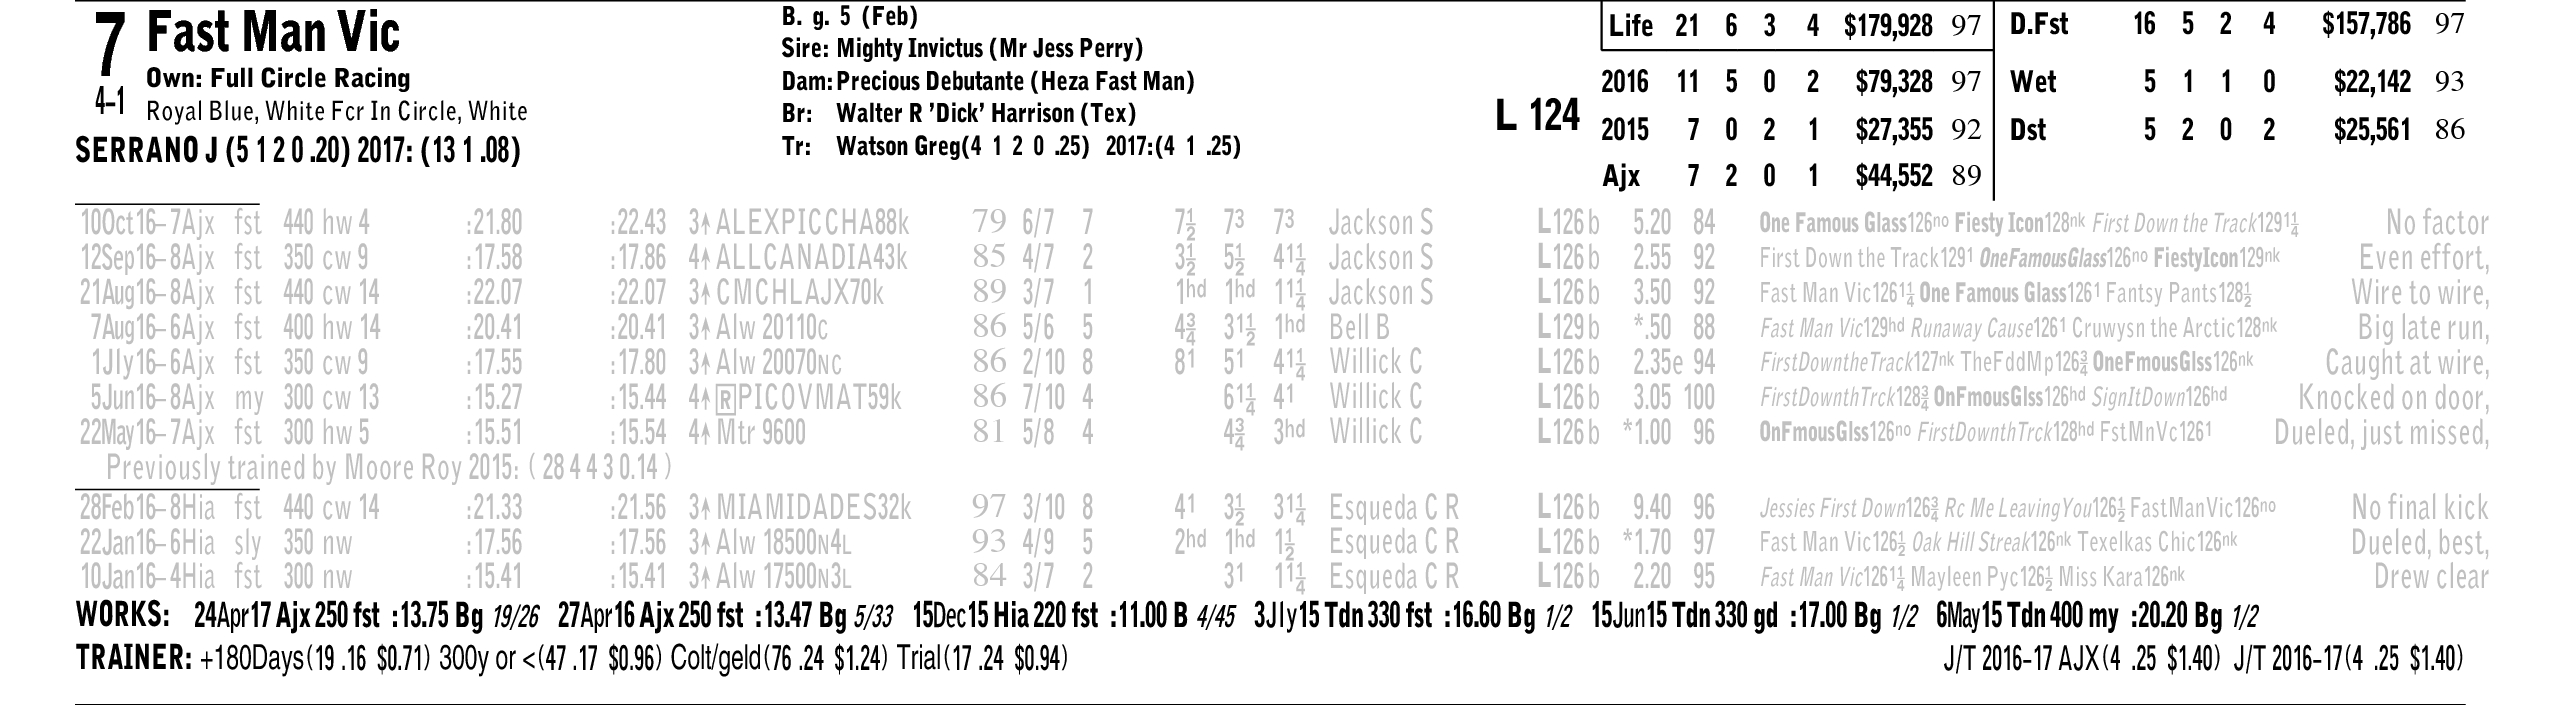 7 Fast Man Vic
4–1
Own: Full Circle Racing
Royal Blue, White Fcr In Circle, White
SERRANO J (5 1 2 0 .20) 2017: (13 1 .08)
B. g. 5 (Feb)
Sire: Mighty Invictus (Mr Jess Perry)
Dam: Precious Debutante (Heza Fast Man)
Br: Walter R ’Dick’ Harrison (Tex)
Tr: Watson Greg(4 1 2 0 .25) 2017:(4 1 .25)
L 124
Life 21 6 3 4 $179,928 97
2016 11 5 0 2 $79,328 97
2015 7 0 2 1 $27,355 92
Ajx 7 2 0 1 $44,552 89
D.Fst 16 5 2 4 $157,786 97
Wet 5 1 1 0 $22,142 93
Dst 5 2 0 2 $25,561 86
10Oct16–7Ajx fst 440 hw 4 :21.80 :22.43 3↑ ALEXPICCHA88k 79 6/7 7 7½ 7³ 7³ Jackson S L126 b 5.20 84 One Famous Glass126no Fiesty Icon128nk First Down the Track1291¼ No factor
12Sep16–8Ajx fst 350 cw 9 :17.58 :17.86 4↑ ALLCANADIA43k 85 4/7 2 3½ 5½ 41¼ Jackson S L126 b 2.55 92 First Down the Track129¹ OneFamousGlass126no FiestyIcon129nk Even effort,
21Aug16–8Ajx fst 440 cw 14 :22.07 :22.07 3↑ CMCHLAJX70k 89 3/7 1 1hd 1hd 11¼ Jackson S L126 b 3.50 92 Fast Man Vic1261¼ One Famous Glass126¹ Fantsy Pants128½ Wire to wire,
7Aug16–6Ajx fst 400 hw 14 :20.41 :20.41 3↑ Alw 20110C 86 5/6 5 4¾ 31½ 1hd Bell B L129 b *.50 88 Fast Man Vic129hd Runaway Cause126¹ Cruwysn the Arctic128nk Big late run,
1Jly16–6Ajx fst 350 cw 9 :17.55 :17.80 3↑ Alw 20070NC 86 2/10 8 8¹ 5¹ 41¼ Willick C L126 b 2.35e 94 FirstDowntheTrack127nk TheFddMp126¾ OneFmousGlss126nk Caught at wire,
5Jun16–8Ajx my 300 cw 13 :15.27 :15.44 4↑ R PICOVMAT59k 86 7/10 4 61¼ 4¹ Willick C L126 b 3.05 100 FirstDownthTrck128¾ OnFmousGlss126hd SignItDown126hd Knocked on door,
22May16–7Ajx fst 300 hw 5 :15.51 :15.54 4↑ Mtr 9600 81 5/8 4 4¾ 3hd Willick C L126 b *1.00 96 OnFmousGlss126no FirstDownthTrck128hd FstMnVc126¹ Dueled, just missed,
Previously trained by Moore Roy 2015: ( 28 4 4 3 0.14 )
28Feb16–8Hia fst 440 cw 14 :21.33 :21.56 3↑ MIAMIDADES32k 97 3/10 8 4¹ 3½ 31¼ Esqueda C R L126 b 9.40 96 Jessies First Down126¾ Rc Me LeavingYou126½ FastManVic126no No final kick
22Jan16–6Hia sly 350 nw :17.56 :17.56 3↑ Alw 18500N4L 93 4/9 5 2hd 1hd 1½ Esqueda C R L126 b *1.70 97 Fast Man Vic126½ Oak Hill Streak126nk Texelkas Chic126nk Dueled, best,
10Jan16–4Hia fst 300 nw :15.41 :15.41 3↑ Alw 17500N3L 84 3/7 2 3¹ 11¼ Esqueda C R L126 b 2.20 95 Fast Man Vic1261¼ Mayleen Pyc126½ Miss Kara126nk Drew clear
WORKS: 24Apr17 Ajx 250 fst :13.75 Bg 19/26 27Apr16 Ajx 250 fst :13.47 Bg 5/33 15Dec15 Hia 220 fst :11.00 B 4/45 3Jly15 Tdn 330 fst :16.60 Bg 1/2 15Jun15 Tdn 330 gd :17.00 Bg 1/2 6May15 Tdn 400 my :20.20 Bg 1/2
TRAINER: +180Days(19 .16 $0.71) 300y or <(47 .17 $0.96) Colt/geld(76 .24 $1.24) Trial(17 .24 $0.94) J/T 2016–17 AJX(4 .25 $1.40) J/T 2016–17(4 .25 $1.40)